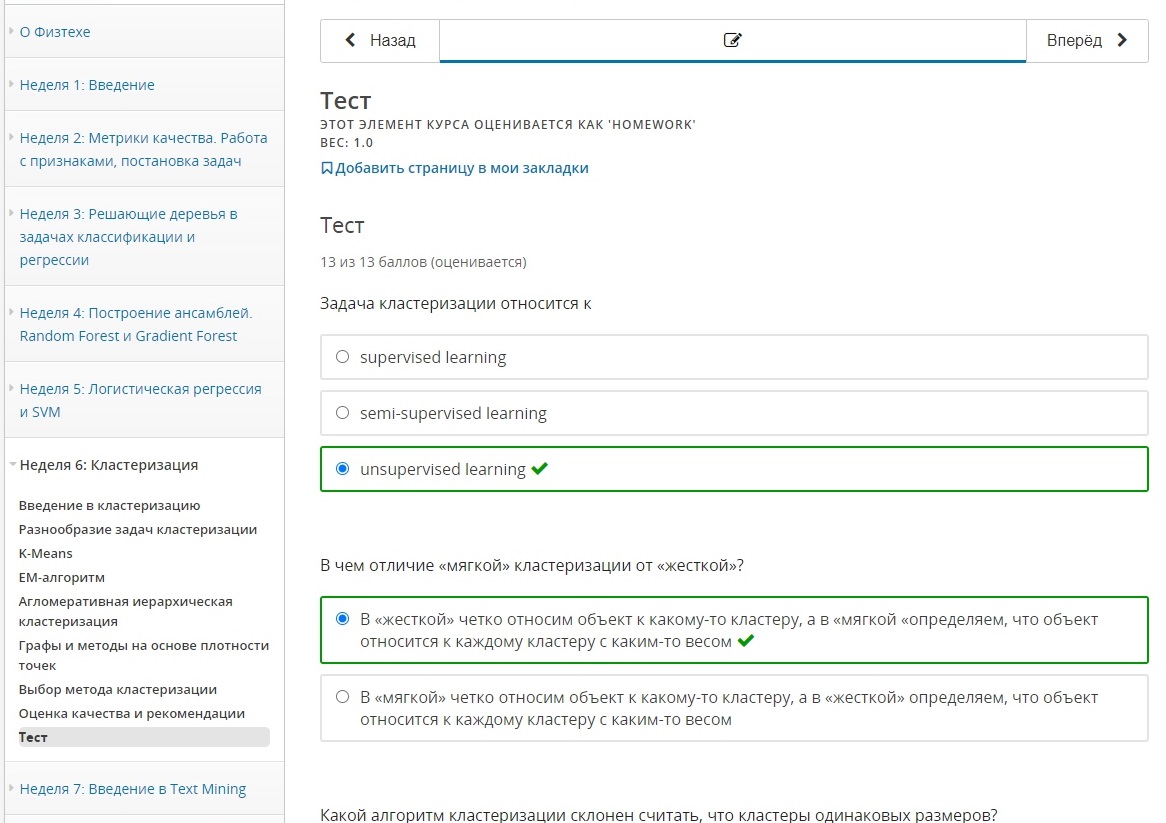 О Физтехе
Неделя 1: Введение
Неделя 2: Метрики качества. Работа
с признаками, постановка задач
Неделя 3: Решающие деревья в
задачах классификации и
регрессии
Неделя 4: Построение ансамблей.
Random Forest и Gradient Forest
Неделя 5: Логистическая регрессия
и SVM
Неделя 6: Кластеризация
Введение в кластеризацию
Разнообразие задач кластеризации
K-Means
EM-алгоритм
Агломеративная иерархическая
кластеризация
Графы и методы на основе плотности
точек
Выбор метода кластеризации
Оценка качества и рекомендации
Тест
Неделя 7: Введение в Text Mining
Назад
Вперёд
Тест
ЭТОТ ЭЛЕМЕНТ КУРСА ОЦЕНИВАЕТСЯ КАК 'HOMEWORK'
ВЕС: 1.0
Добавить страницу в мои закладки
Тест
13 из 13 баллов (оценивается)
Задача кластеризации относится к
supervised learning
semi-supervised learning
unsupervised learning
В чем отличие «мягкой» кластеризации от «жесткой»?
В «жесткой» четко относим объект к какому-то кластеру, а в «мягкой «определяем, что объект
относится к каждому кластеру с каким-то весом
В «мягкой» четко относим объект к какому-то кластеру, а в «жесткой» определяем, что объект
относится к каждому кластеру с каким-то весом
Какой алгоритм кластеризации склонен считать, что кластеры одинаковых размеров?